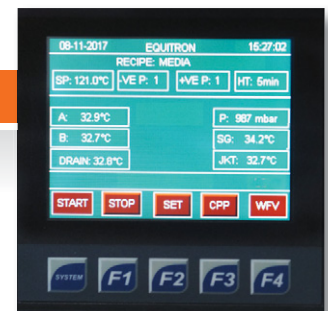 08-11-2017 EQUITRON 15:27:02
RECIPE: MEDIA
SP: 121.0°C -VE P: 1 +VE P: 1 HT: 5min
A: 32.9°C P: 987 mbar
B: 32.7°C SG: 34.2°C
DRAIN: 32.8°C JKT: 32.7°C
START STOP SET CPP WFV
SYSTEM F1 F2 F3 F4